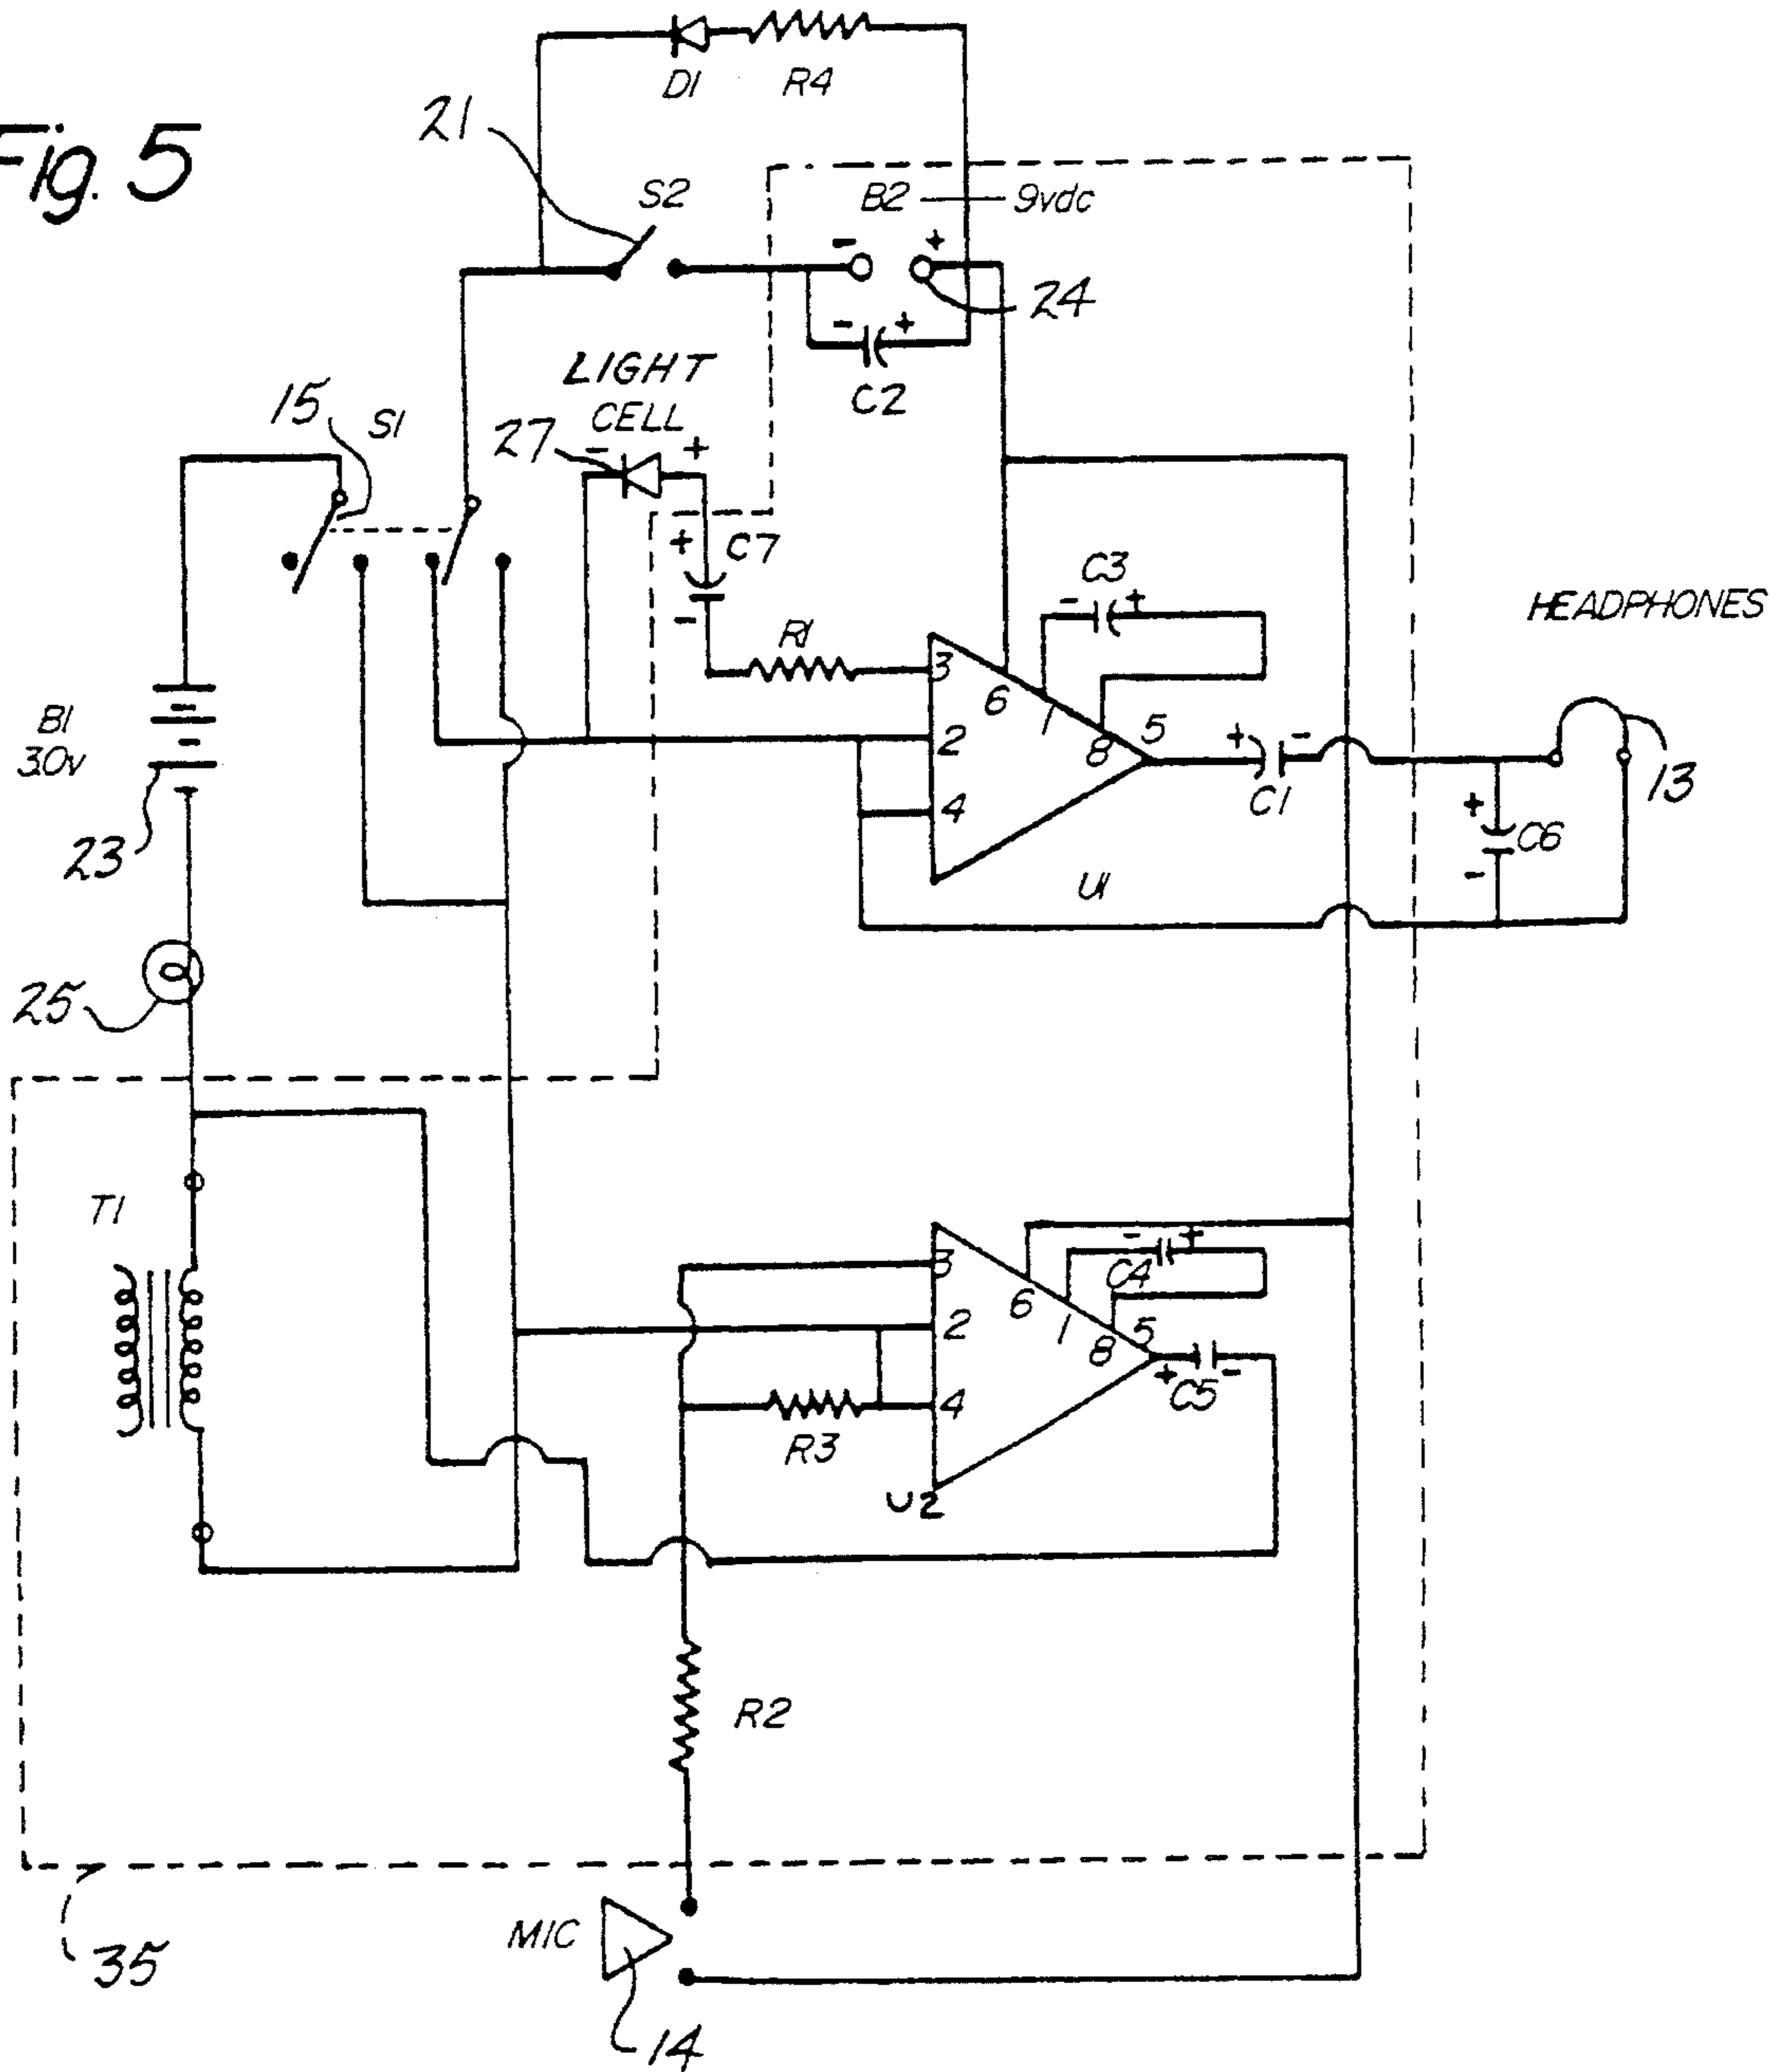 Fig. 5
D1 R4
21
S2
B2 9vdc
- +
24
- +
C2
LIGHT
CELL
15 S1
27 - +
+ C7
-
C3
- +
HEADPHONES
R1
3
6
1
8
5
2
4
+ -
C1
13
+ C6
-
U1
B1
3.0v
23
25
T1
3
6
1
8
5
2
4
- +
C4
+ C5 -
R3
U2
R2
MIC
35
14